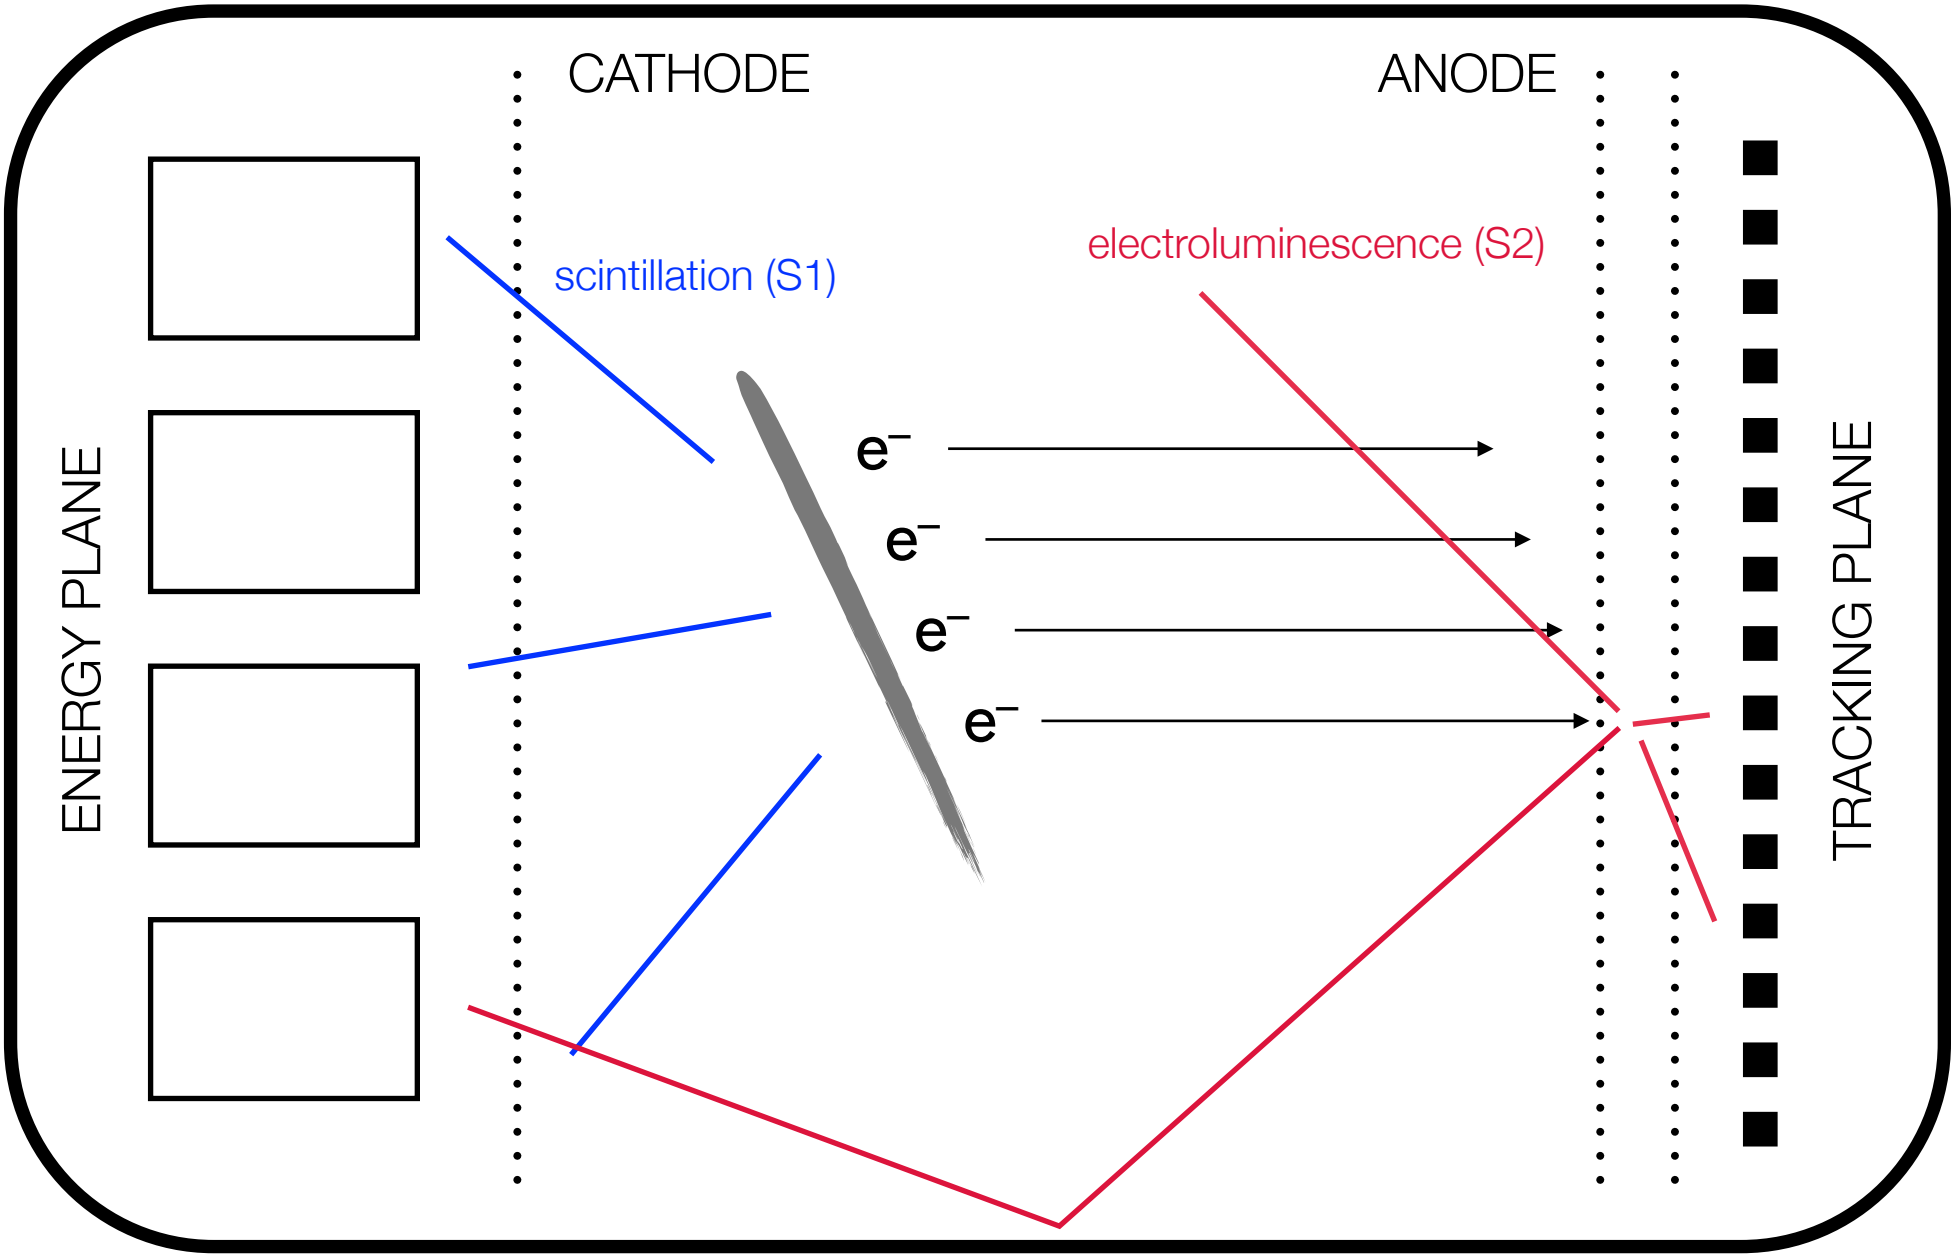 CATHODE
ANODE
scintillation (S1)
electroluminescence (S2)
e⁻
e⁻
e⁻
e⁻
ENERGY PLANE
TRACKING PLANE